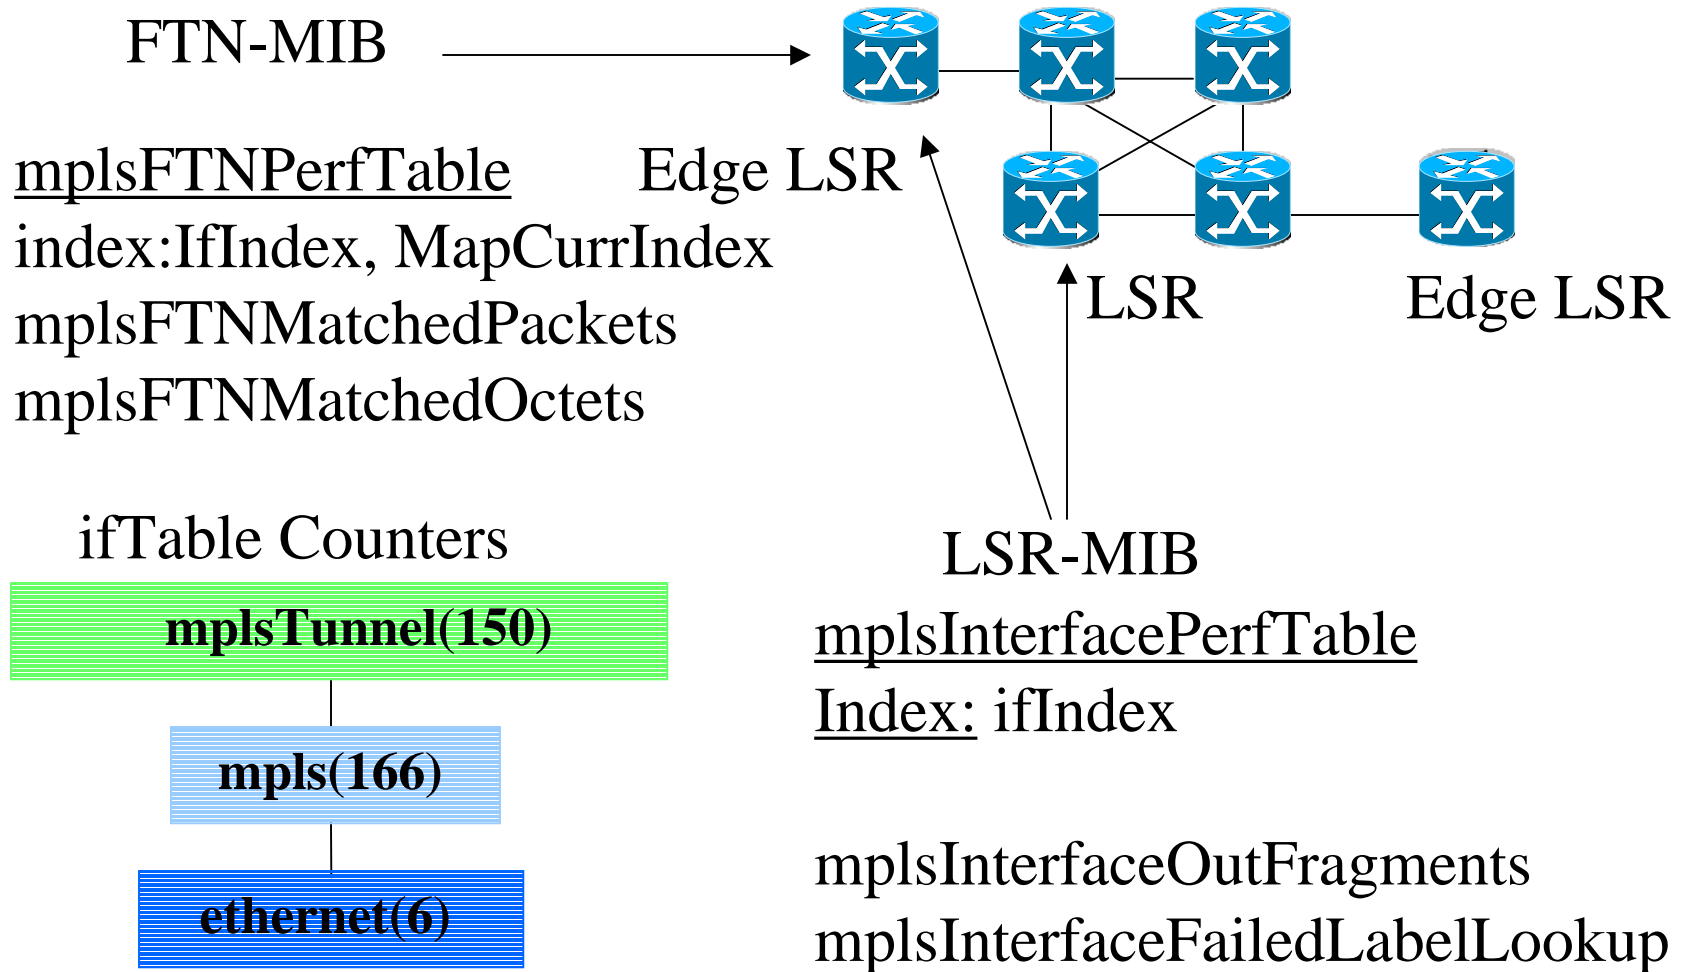 FTN-MIB
mplsFTNPerfTable
index:IfIndex, MapCurrIndex
mplsFTNMatchedPackets
mplsFTNMatchedOctets
Edge LSR
LSR
Edge LSR
ifTable Counters
mplsTunnel(150)
mpls(166)
ethernet(6)
LSR-MIB
mplsInterfacePerfTable
Index: ifIndex
mplsInterfaceOutFragments
mplsInterfaceFailedLabelLookup